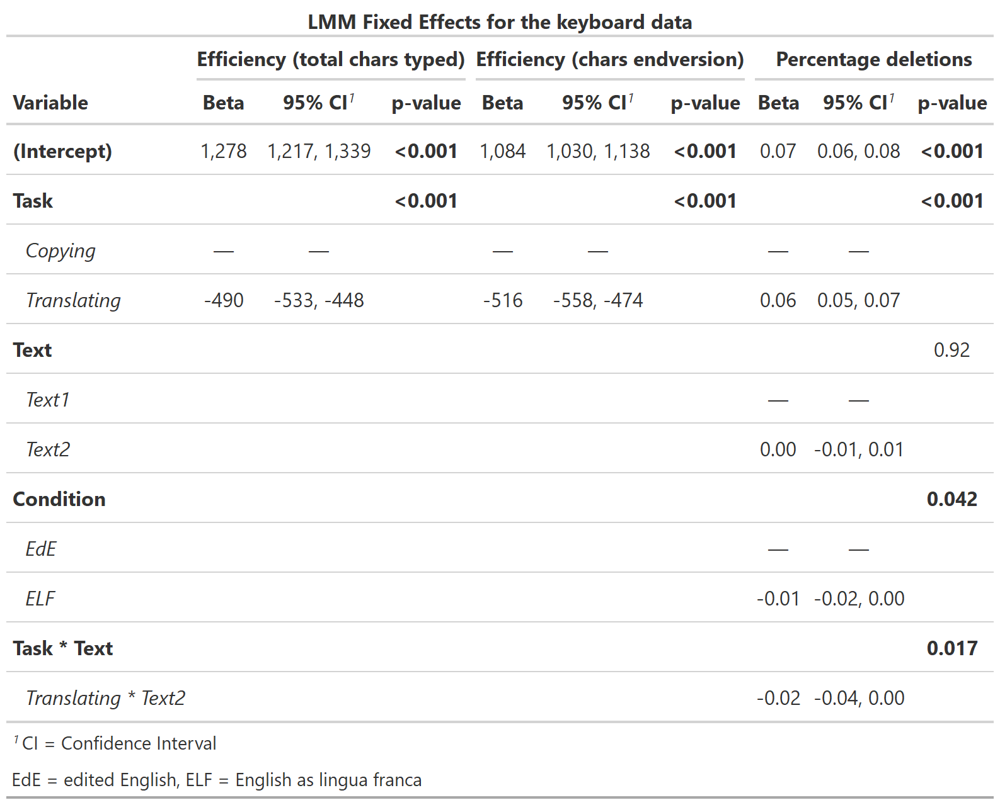 LMM Fixed Effects for the keyboard data
Efficiency (total chars typed) Efficiency (chars endversion) Percentage deletions
Variable Beta 95% CI1 p-value Beta 95% CI1 p-value Beta 95% CI1 p-value
(Intercept) 1,278 1,217, 1,339 <0.001 1,084 1,030, 1,138 <0.001 0.07 0.06, 0.08 <0.001
Task <0.001 <0.001 <0.001
Copying — — — — — —
Translating -490 -533, -448 -516 -558, -474 0.06 0.05, 0.07
Text 0.92
Text1 — —
Text2 0.00 -0.01, 0.01
Condition 0.042
EdE — —
ELF -0.01 -0.02, 0.00
Task * Text 0.017
Translating * Text2 -0.02 -0.04, 0.00
1 CI = Confidence Interval
EdE = edited English, ELF = English as lingua franca